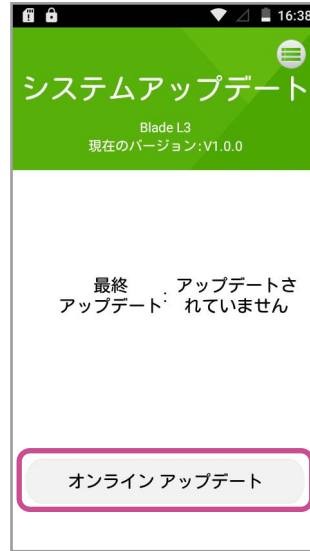 16:38
システムアップデート
Blade L3
現在のバージョン:V1.0.0
最終
アップデート
:
アップデートさ
れていません
オンライン アップデート